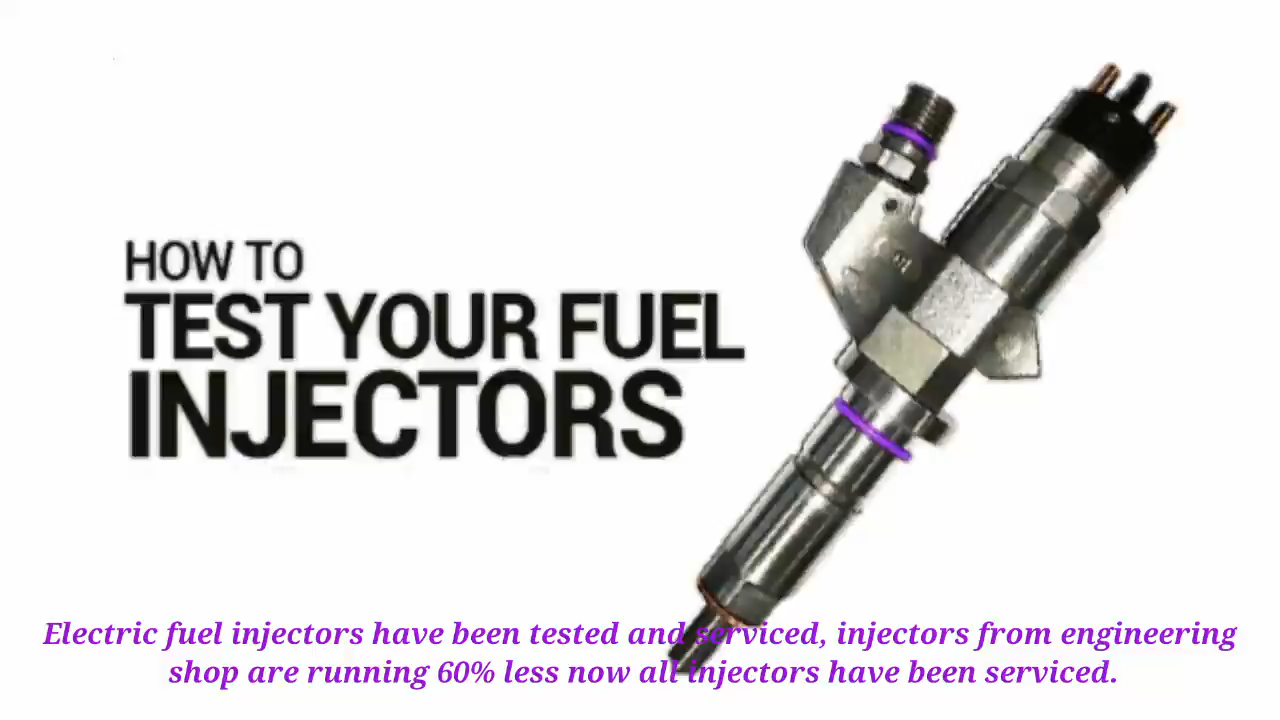 HOW TO
TEST YOUR FUEL
INJECTORS
Electric fuel injectors have been tested and serviced, injectors from engineering
shop are running 60% less now all injectors have been serviced.